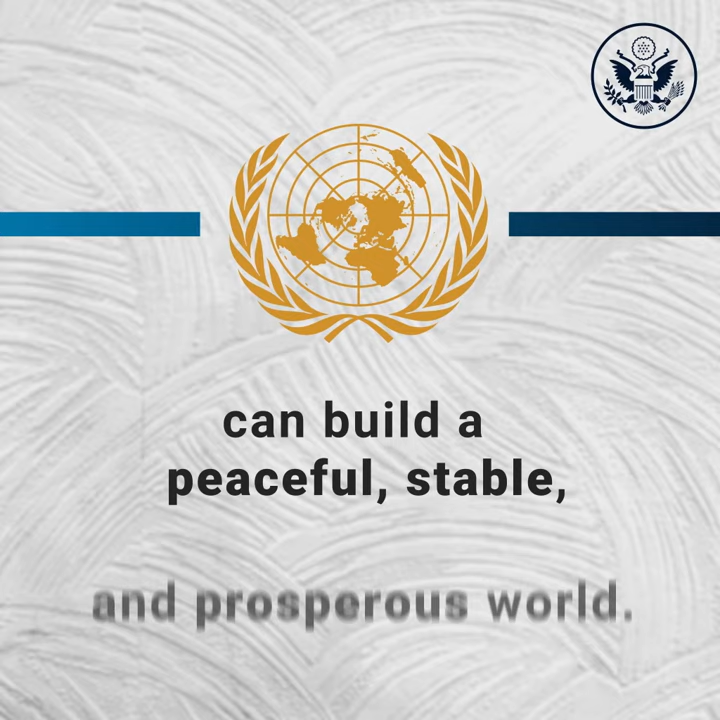 can build a
peaceful, stable,
and prosperous world.